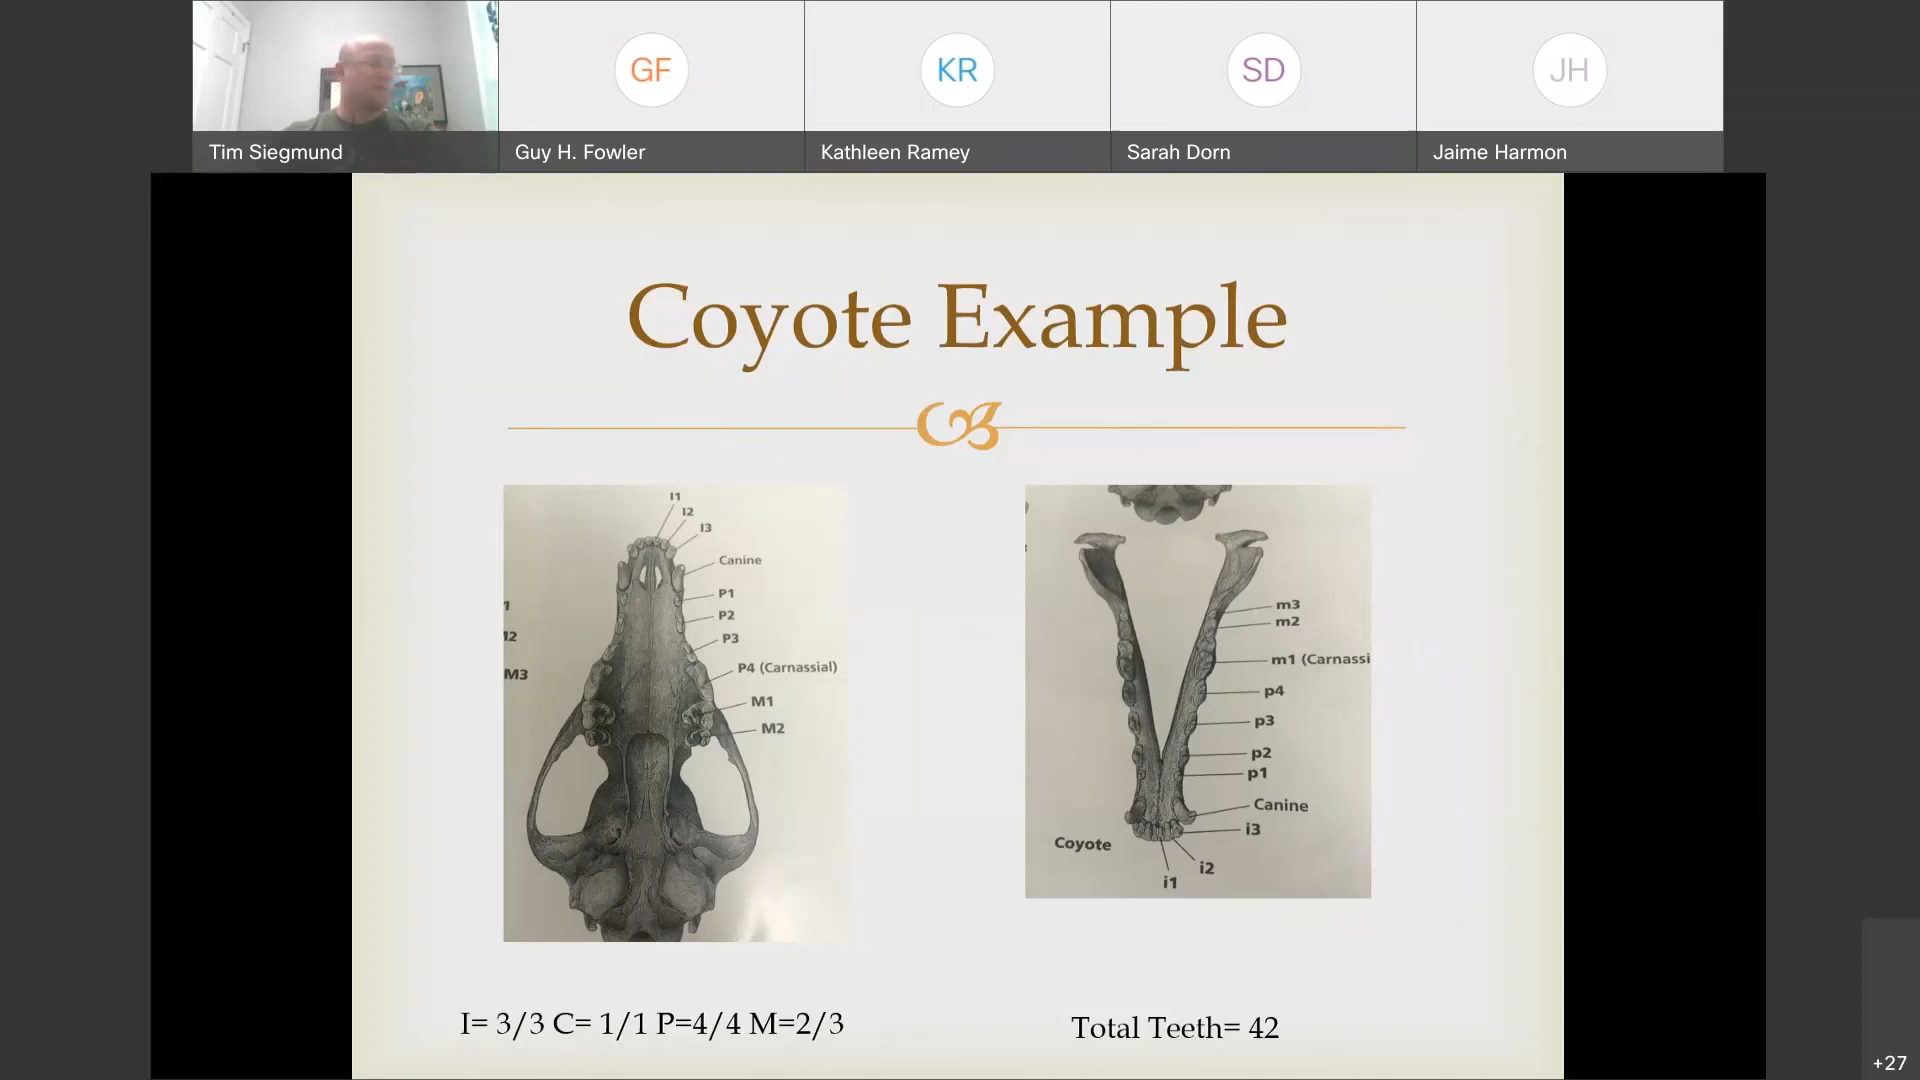 GF
KR
SD
JH
Tim Siegmund
Guy H. Fowler
Kathleen Ramey
Sarah Dorn
Jaime Harmon
Coyote Example
I1
I2
I3
Canine
P1
P2
P3
P4 (Carnassial)
M1
M2
1
M2
M3
m3
m2
m1 (Carnassi
p4
p3
p2
p1
Canine
i3
Coyote
i2
i1
I= 3/3 C= 1/1 P=4/4 M=2/3
Total Teeth= 42
+27